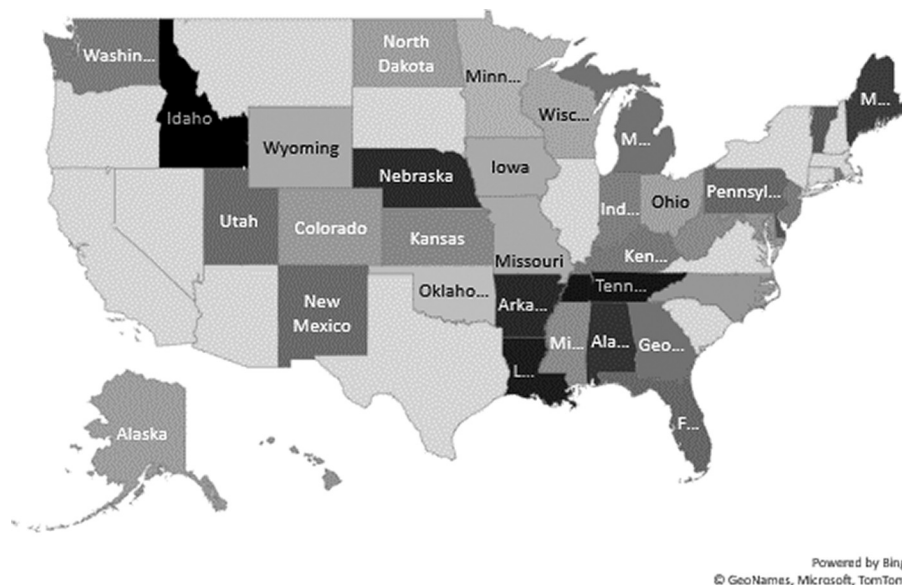 Washin ...
North
Dakota
Minn ...
M...
Idaho
Wisc...
Wyoming
M...
Nebraska
Iowa
Utah
Colorado
Kansas
Ind...
Ohio
Pennsyl ...
Missouri
Ken...
New
Mexico
Oklaho ...
Arka...
Tenn...
Mi...
Ala...
Geo...
L...
F...
Alaska
Powered by Bing
© GeoNames, Microsoft, TomTom